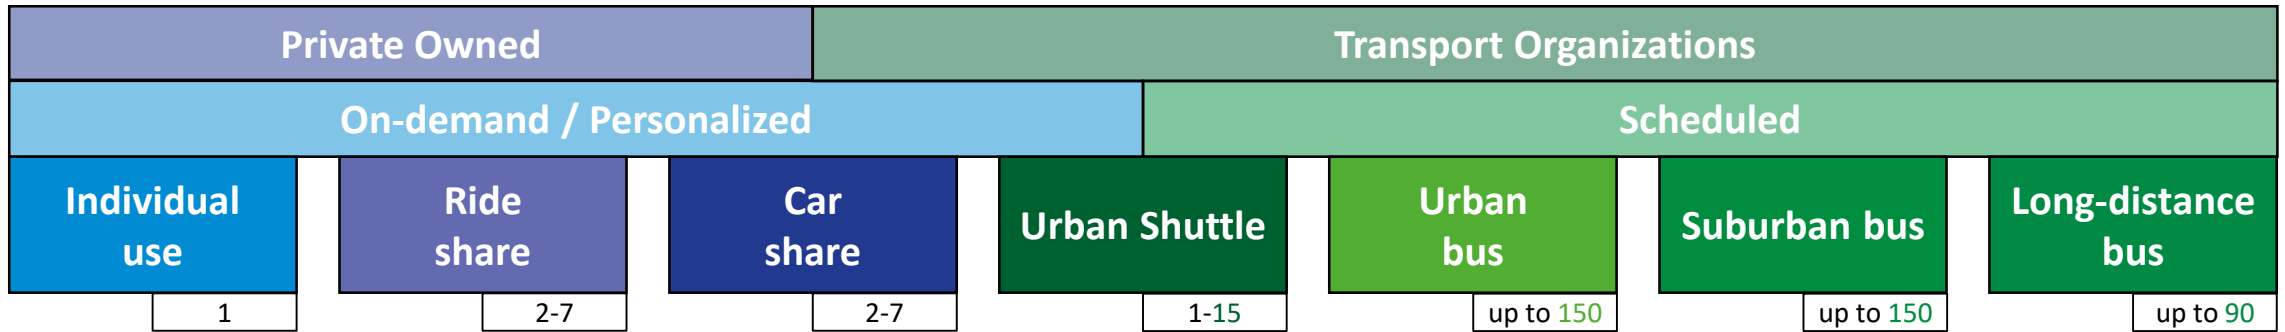 Private Owned
Transport Organizations
On-demand / Personalized
Scheduled
Individual
use
Ride
share
Car
share
Urban Shuttle
Urban
bus
Suburban bus
Long-distance
bus
1
2-7
2-7
1-15
up to 150
up to 150
up to 90